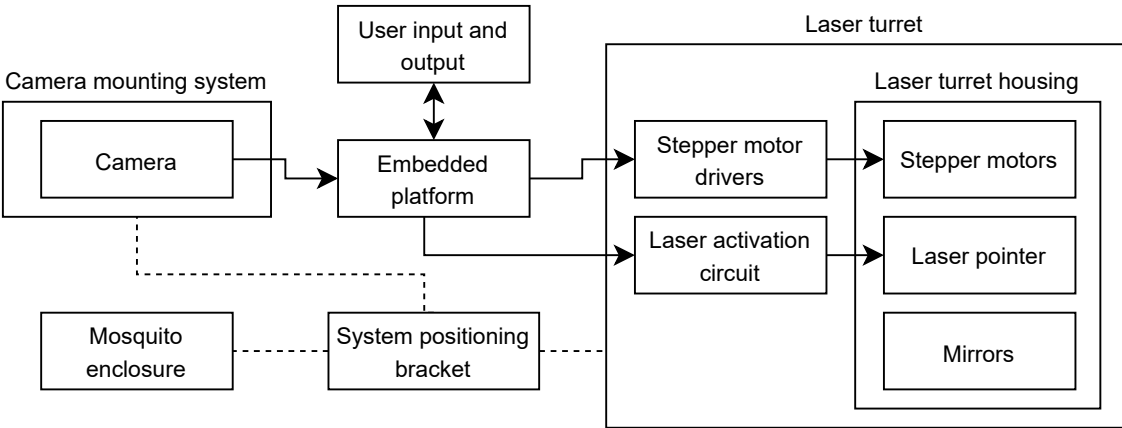 Laser turret
User input and
output
Camera mounting system
Laser turret housing
Camera
Embedded
platform
Stepper motor
drivers
Stepper motors
Laser activation
circuit
Laser pointer
Mosquito
enclosure
System positioning
bracket
Mirrors